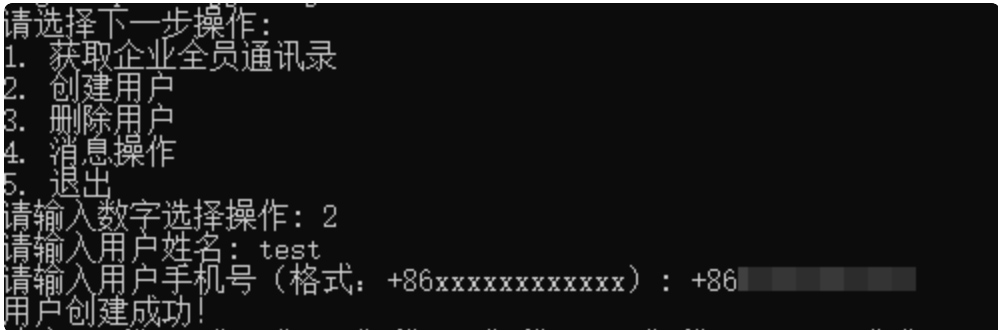 请选择下一步操作:
1. 获取企业全员通讯录
2. 创建用户
3. 删除用户
4. 消息操作
5. 退出
请输入数字选择操作: 2
请输入用户姓名: test
请输入用户手机号（格式：+86xxxxxxxxxxxx）: +86
用户创建成功!